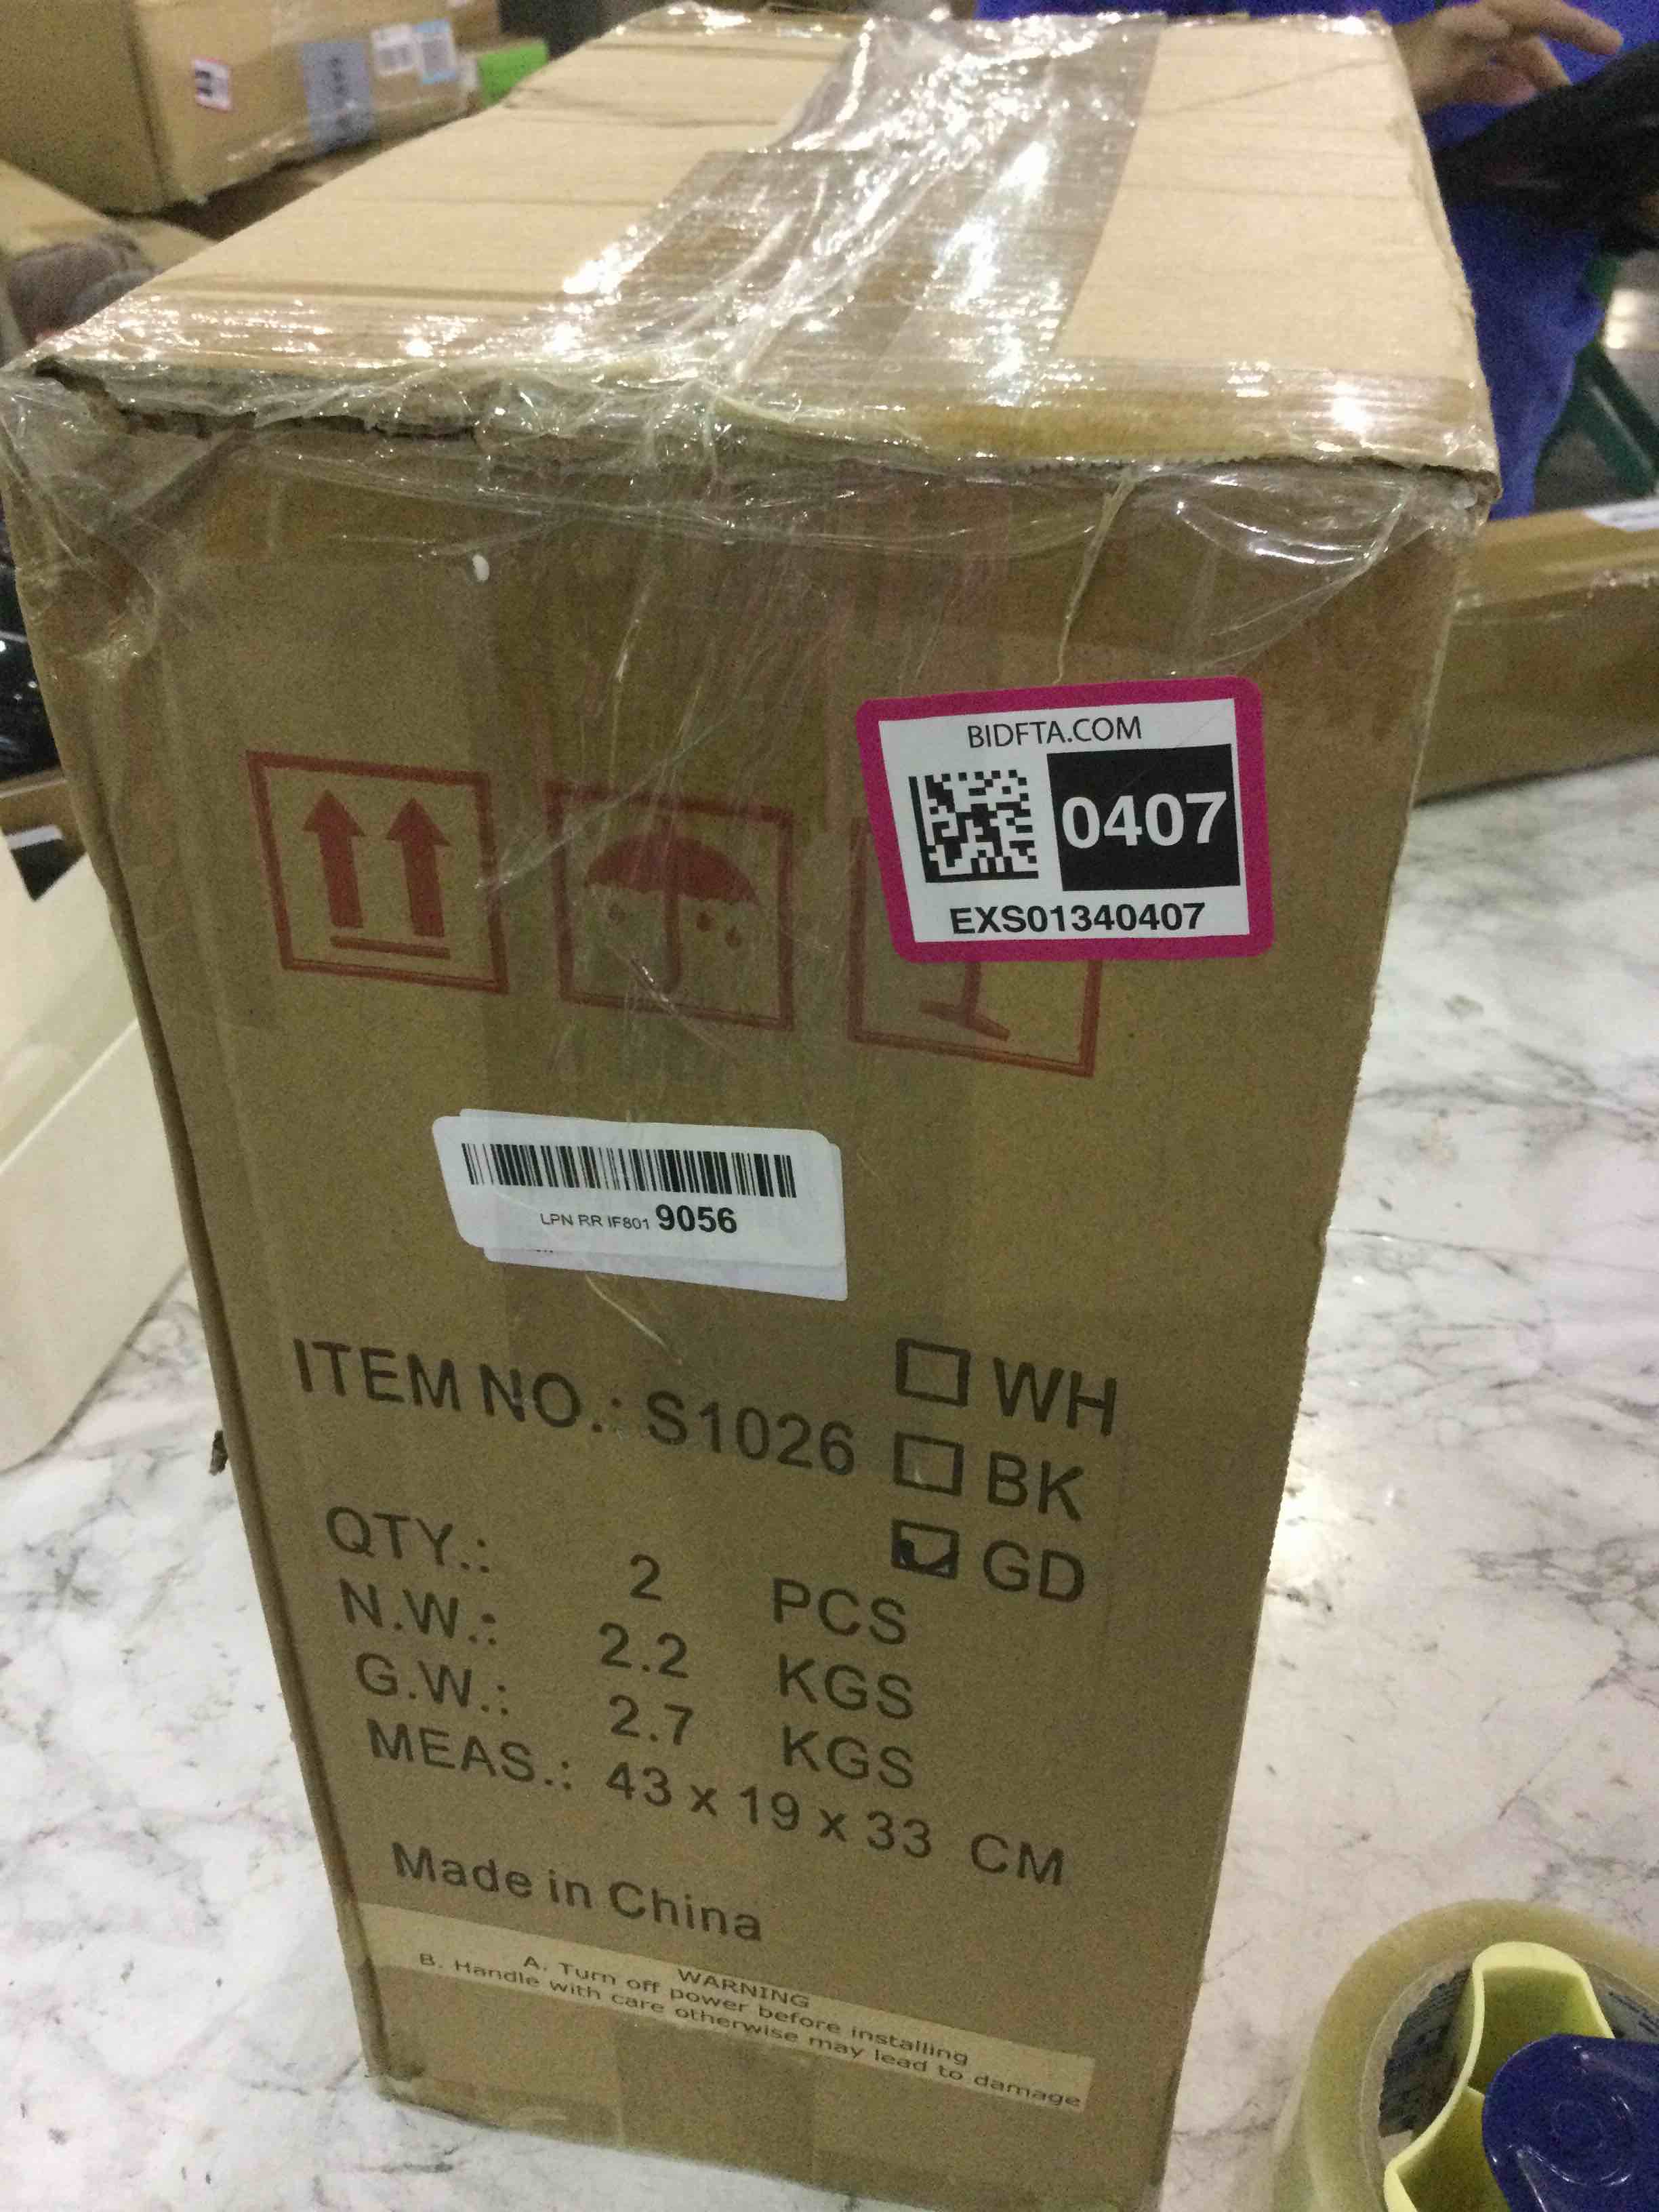 BIDFTA.COM
0407
EXS01340407
LPN RR IF801 9056
ITEM NO.: S1026
WH
BK
GD
QTY.: 2 PCS
N.W.: 2.2 KGS
G.W.: 2.7 KGS
MEAS.: 43 x 19 x 33 CM
Made in China
WARNING
A. Turn off power before installing
B. Handle with care otherwise may lead to damage